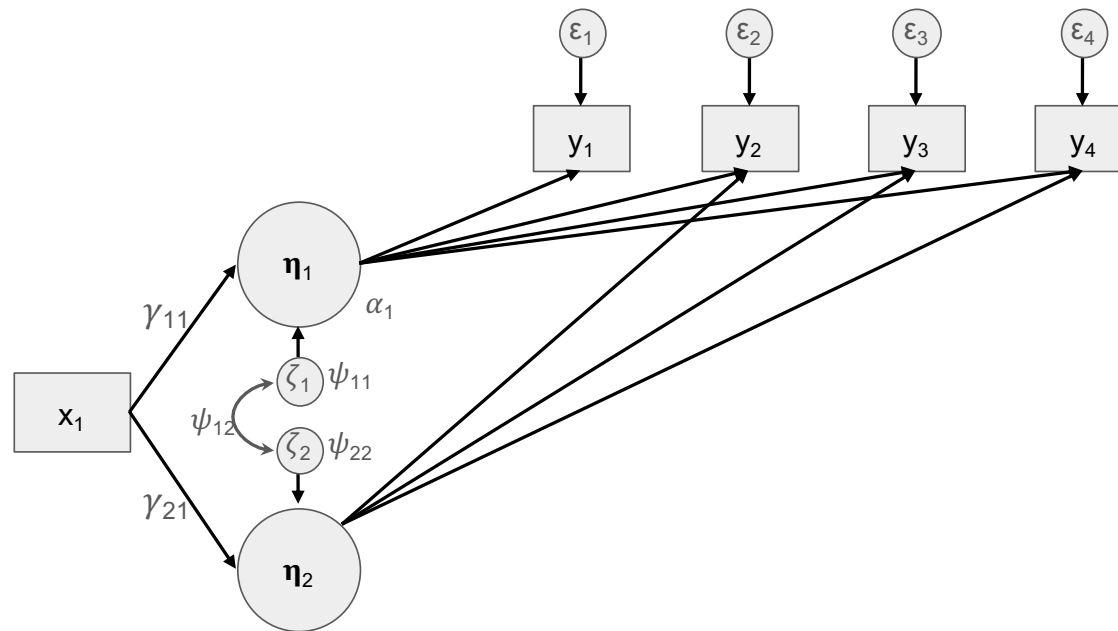 ε₁ ε₂ ε₃ ε₄
y₁ y₂ y₃ y₄
η₁
α₁
γ₁₁
ζ₁ ψ₁₁
x₁
ψ₁₂
ζ₂ ψ₂₂
γ₂₁
η₂